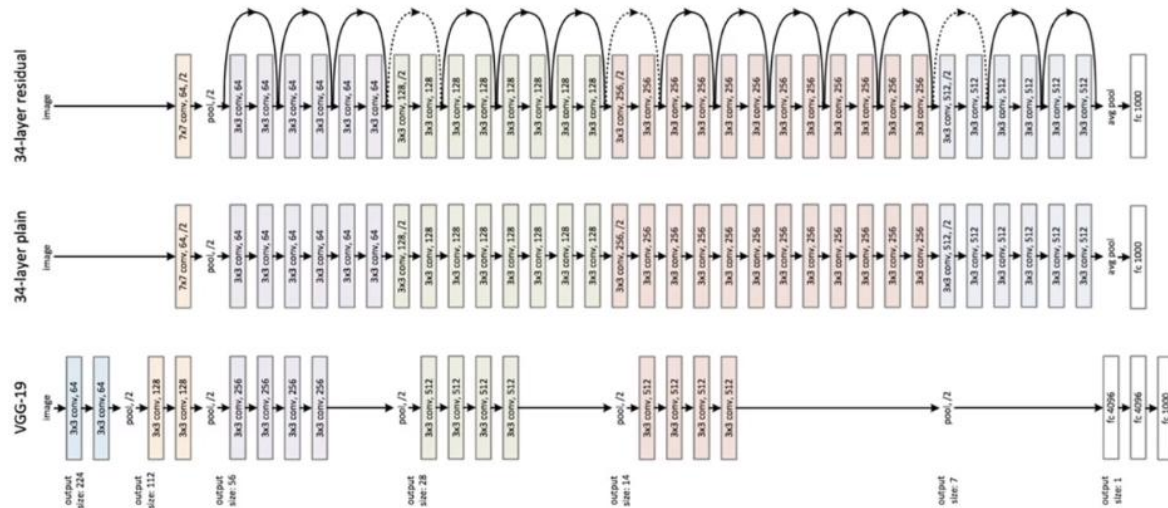 34-layer residual
image
7x7 conv, 64, /2
pool, /2
3x3 conv, 64
3x3 conv, 64
3x3 conv, 64
3x3 conv, 64
3x3 conv, 64
3x3 conv, 64
3x3 conv, 128, /2
3x3 conv, 128
3x3 conv, 128
3x3 conv, 128
3x3 conv, 128
3x3 conv, 128
3x3 conv, 128
3x3 conv, 128
3x3 conv, 256, /2
3x3 conv, 256
3x3 conv, 256
3x3 conv, 256
3x3 conv, 256
3x3 conv, 256
3x3 conv, 256
3x3 conv, 256
3x3 conv, 256
3x3 conv, 256
3x3 conv, 256
3x3 conv, 256
3x3 conv, 512, /2
3x3 conv, 512
3x3 conv, 512
3x3 conv, 512
3x3 conv, 512
3x3 conv, 512
avg pool
fc 1000
34-layer plain
image
7x7 conv, 64, /2
pool, /2
3x3 conv, 64
3x3 conv, 64
3x3 conv, 64
3x3 conv, 64
3x3 conv, 64
3x3 conv, 64
3x3 conv, 128, /2
3x3 conv, 128
3x3 conv, 128
3x3 conv, 128
3x3 conv, 128
3x3 conv, 128
3x3 conv, 128
3x3 conv, 128
3x3 conv, 256, /2
3x3 conv, 256
3x3 conv, 256
3x3 conv, 256
3x3 conv, 256
3x3 conv, 256
3x3 conv, 256
3x3 conv, 256
3x3 conv, 256
3x3 conv, 256
3x3 conv, 256
3x3 conv, 256
3x3 conv, 512, /2
3x3 conv, 512
3x3 conv, 512
3x3 conv, 512
3x3 conv, 512
3x3 conv, 512
avg pool
fc 1000
VGG-19
image
3x3 conv, 64
3x3 conv, 64
pool, /2
3x3 conv, 128
3x3 conv, 128
pool, /2
3x3 conv, 256
3x3 conv, 256
3x3 conv, 256
3x3 conv, 256
pool, /2
3x3 conv, 512
3x3 conv, 512
3x3 conv, 512
3x3 conv, 512
pool, /2
3x3 conv, 512
3x3 conv, 512
3x3 conv, 512
3x3 conv, 512
pool, /2
fc 4096
fc 4096
fc 1000
output
size: 224
output
size: 112
output
size: 56
output
size: 28
output
size: 14
output
size: 7
output
size: 1